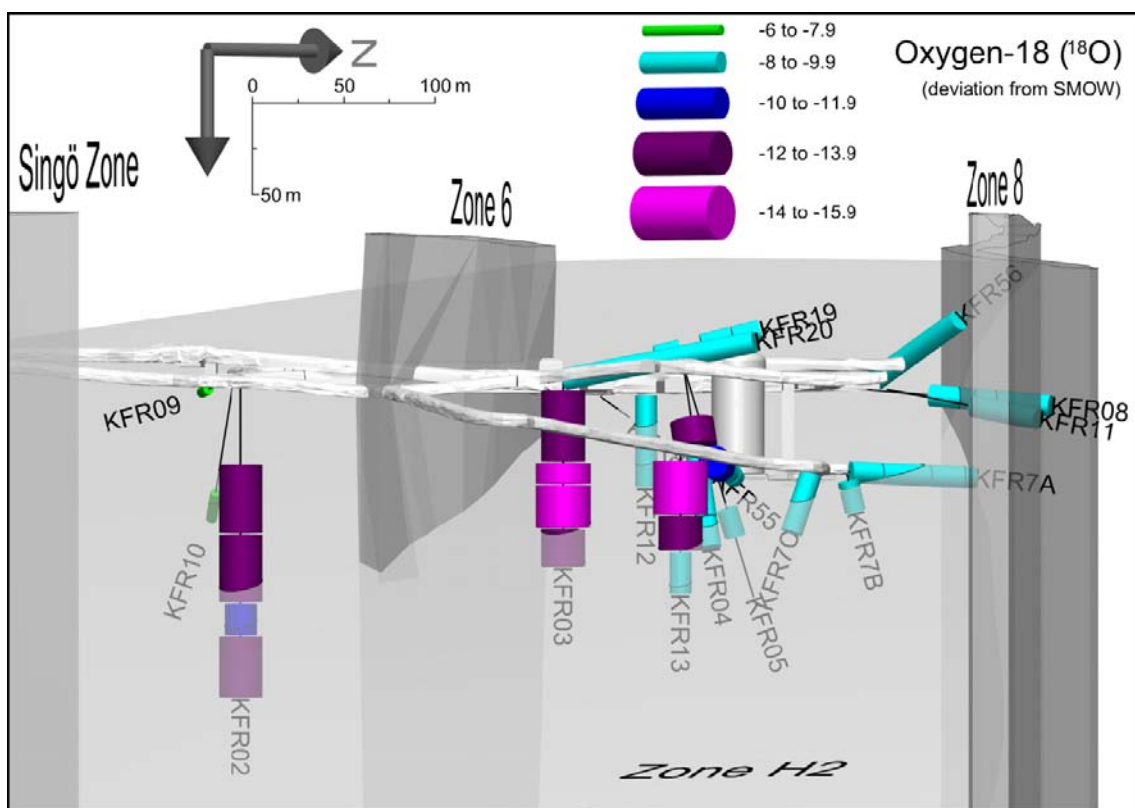 -6 to -7.9
-8 to -9.9
-10 to -11.9
-12 to -13.9
-14 to -15.9
Oxygen-18 (¹⁸O)
(deviation from SMOW)
N
0 50 100 m
50 m
Singö Zone
Zone 6
Zone 8
KFR56
KFR19
KFR20
KFR09
KFR08
KFR11
KFR7A
KFR10
KFR12
KFR55
KFR7C
KFR7B
KFR03
KFR04
KFR05
KFR13
KFR02
Zone H2